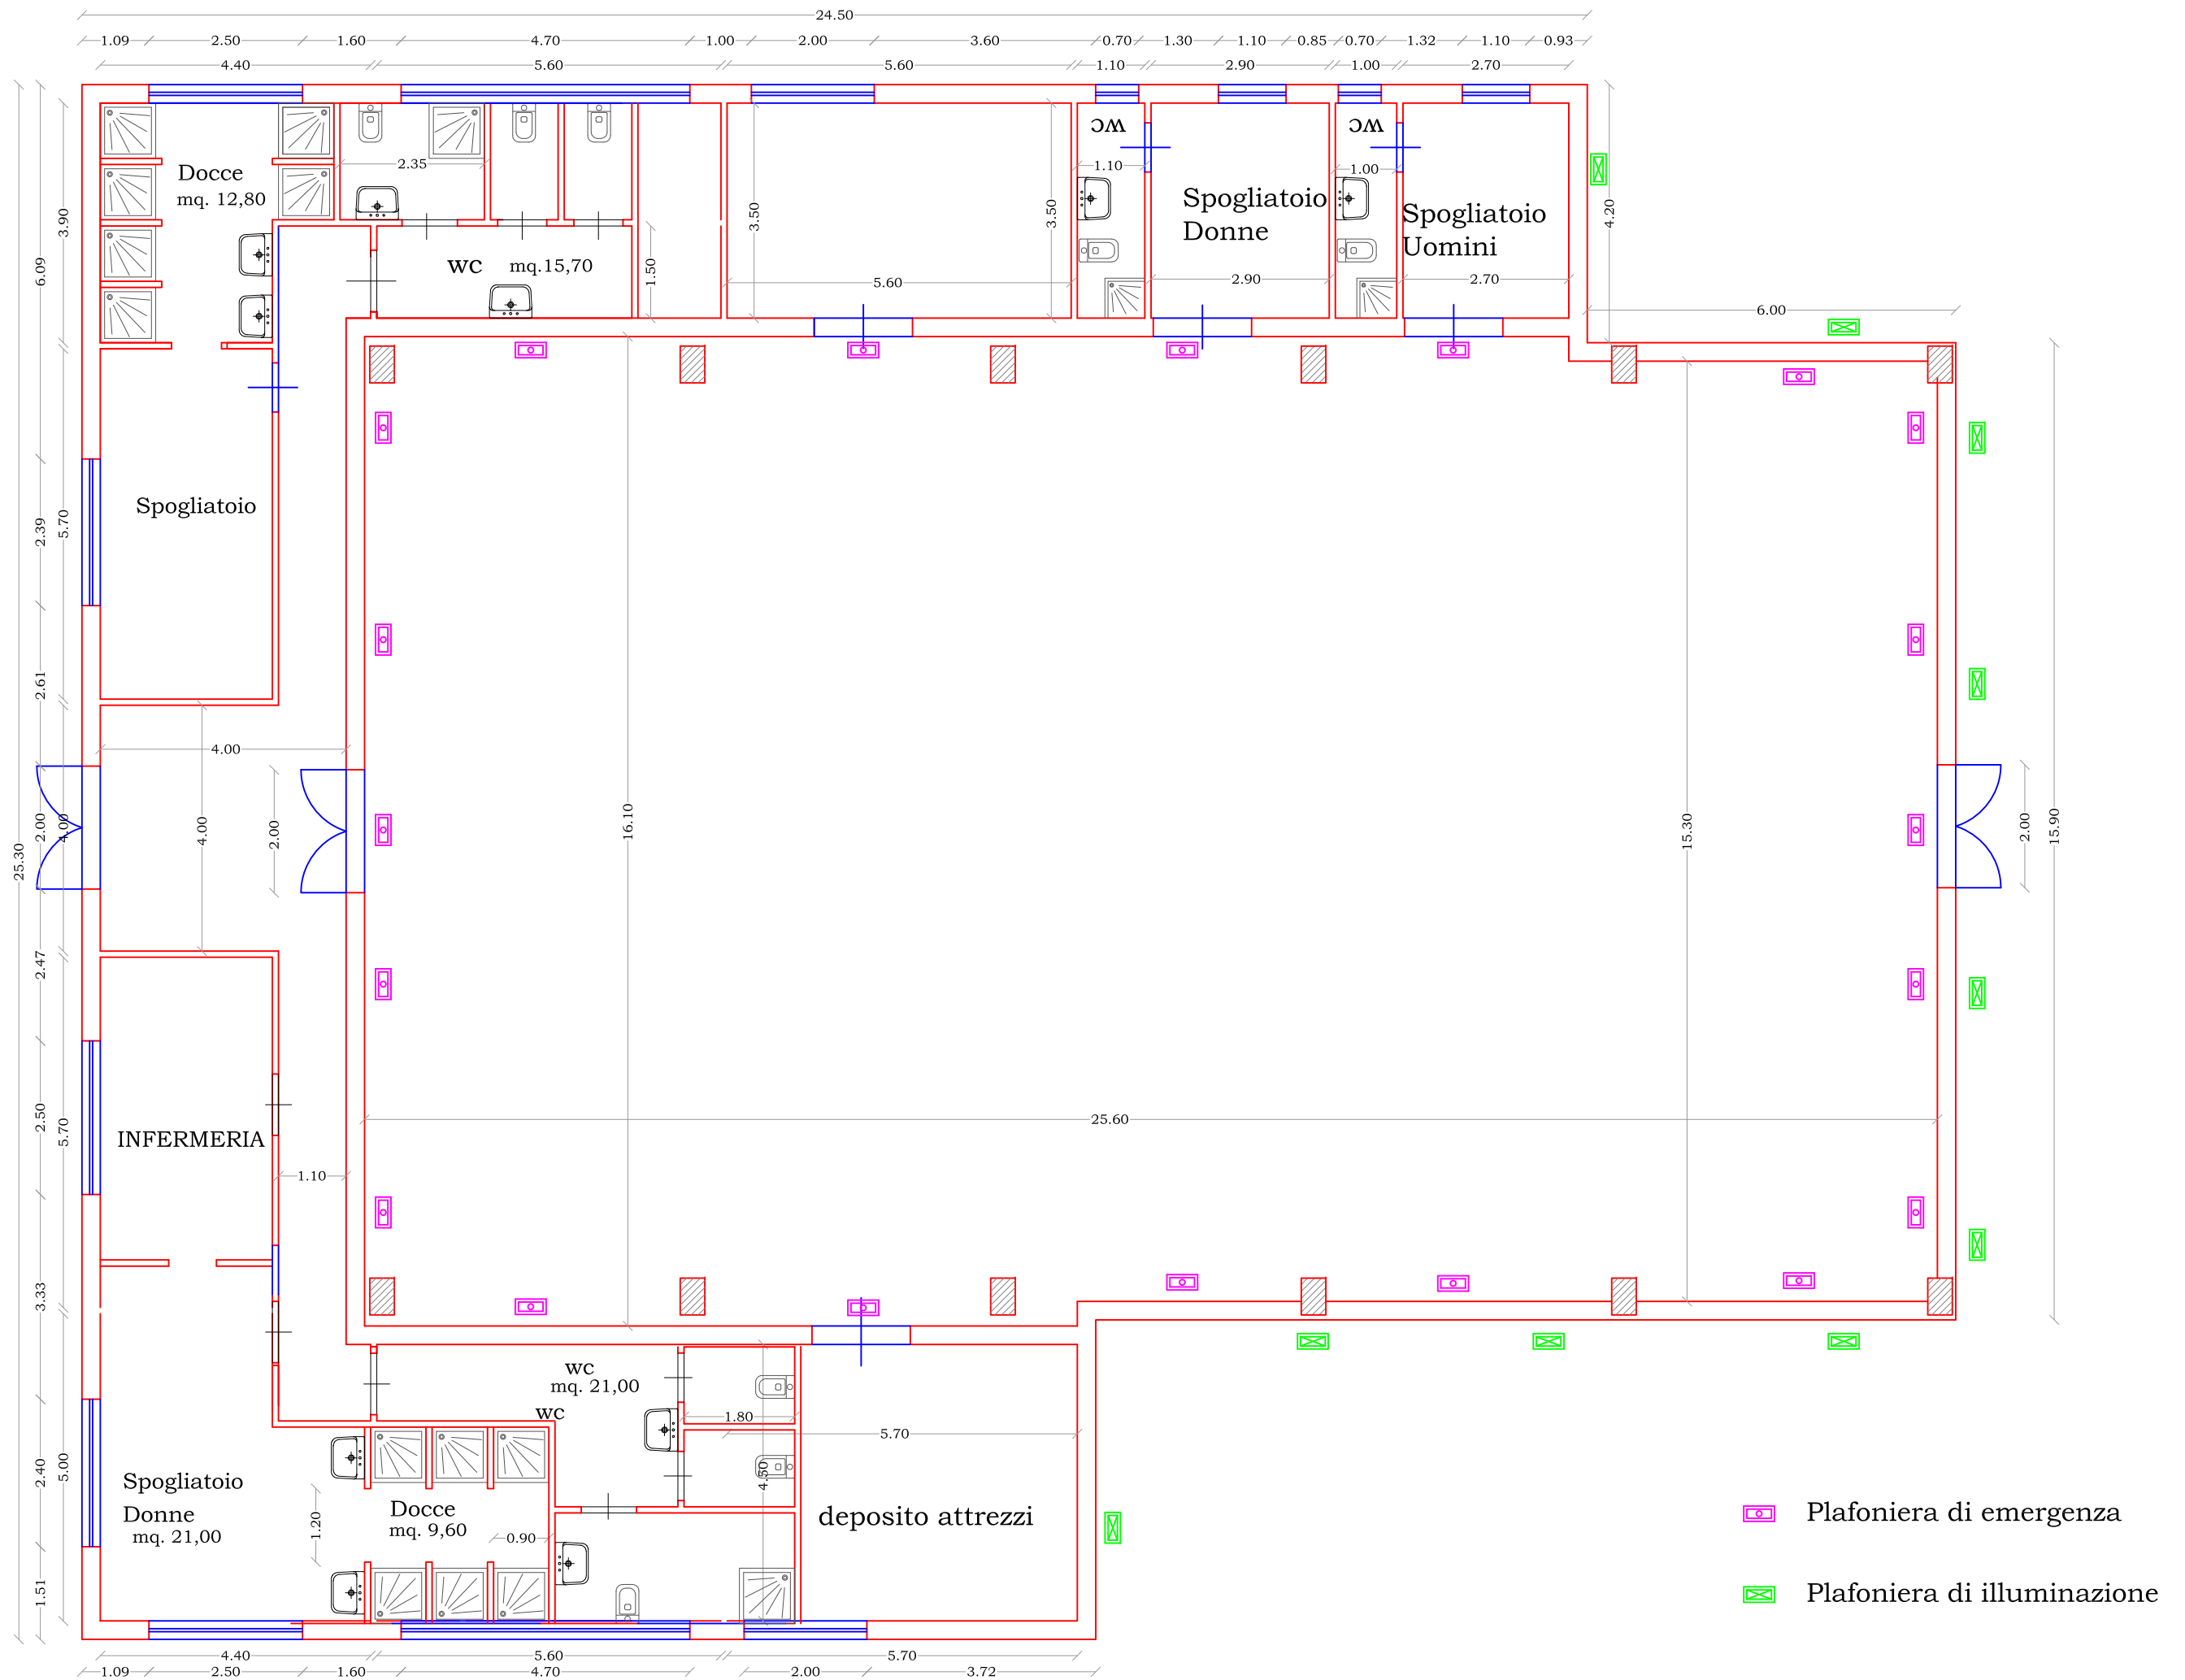 24.50
1.09 2.50 1.60 4.70 1.00 2.00 3.60 0.70 1.30 1.10 0.85 0.70 1.32 1.10 0.93
4.40 5.60 5.60 1.10 2.90 1.00 2.70
wc wc
Docce
mq. 12,80
2.35
1.10
1.00
Spogliatoio
Donne
Spogliatoio
Uomini
3.90
3.50
3.50
4.20
6.09
wc mq.15,70
1.50
5.60
2.90
2.70
6.00
Spogliatoio
2.39
5.70
2.61
4.00
25.30
2.00
4.00
4.00
2.00
16.10
15.30
2.00
15.90
2.47
2.50
5.70
INFERMERIA
25.60
1.10
3.33
wc
mq. 21,00
wc
1.80
5.70
4.50
2.40
5.00
Spogliatoio
Donne
mq. 21,00
1.20
Docce
mq. 9,60
0.90
deposito attrezzi
Plafoniera di emergenza
1.51
Plafoniera di illuminazione
4.40 5.60 5.70
1.09 2.50 1.60 4.70 2.00 3.72